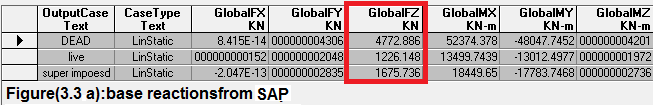 OutputCase CaseType GlobalFX GlobalFY GlobalFZ GlobalMX GlobalMY GlobalMZ
Text Text KN KN KN KN-m KN-m KN-m
DEAD LinStatic 8.415E-14 000000004306 4772.886 52374.378 -48047.7452 000000004201
live LinStatic 000000000152 000000002048 1226.148 13499.7439 -13012.4977 000000001972
super impoesd LinStatic -2.047E-13 000000002835 1675.736 18449.65 -17783.7468 000000002736
Figure(3.3 a):base reactionsfrom SAP